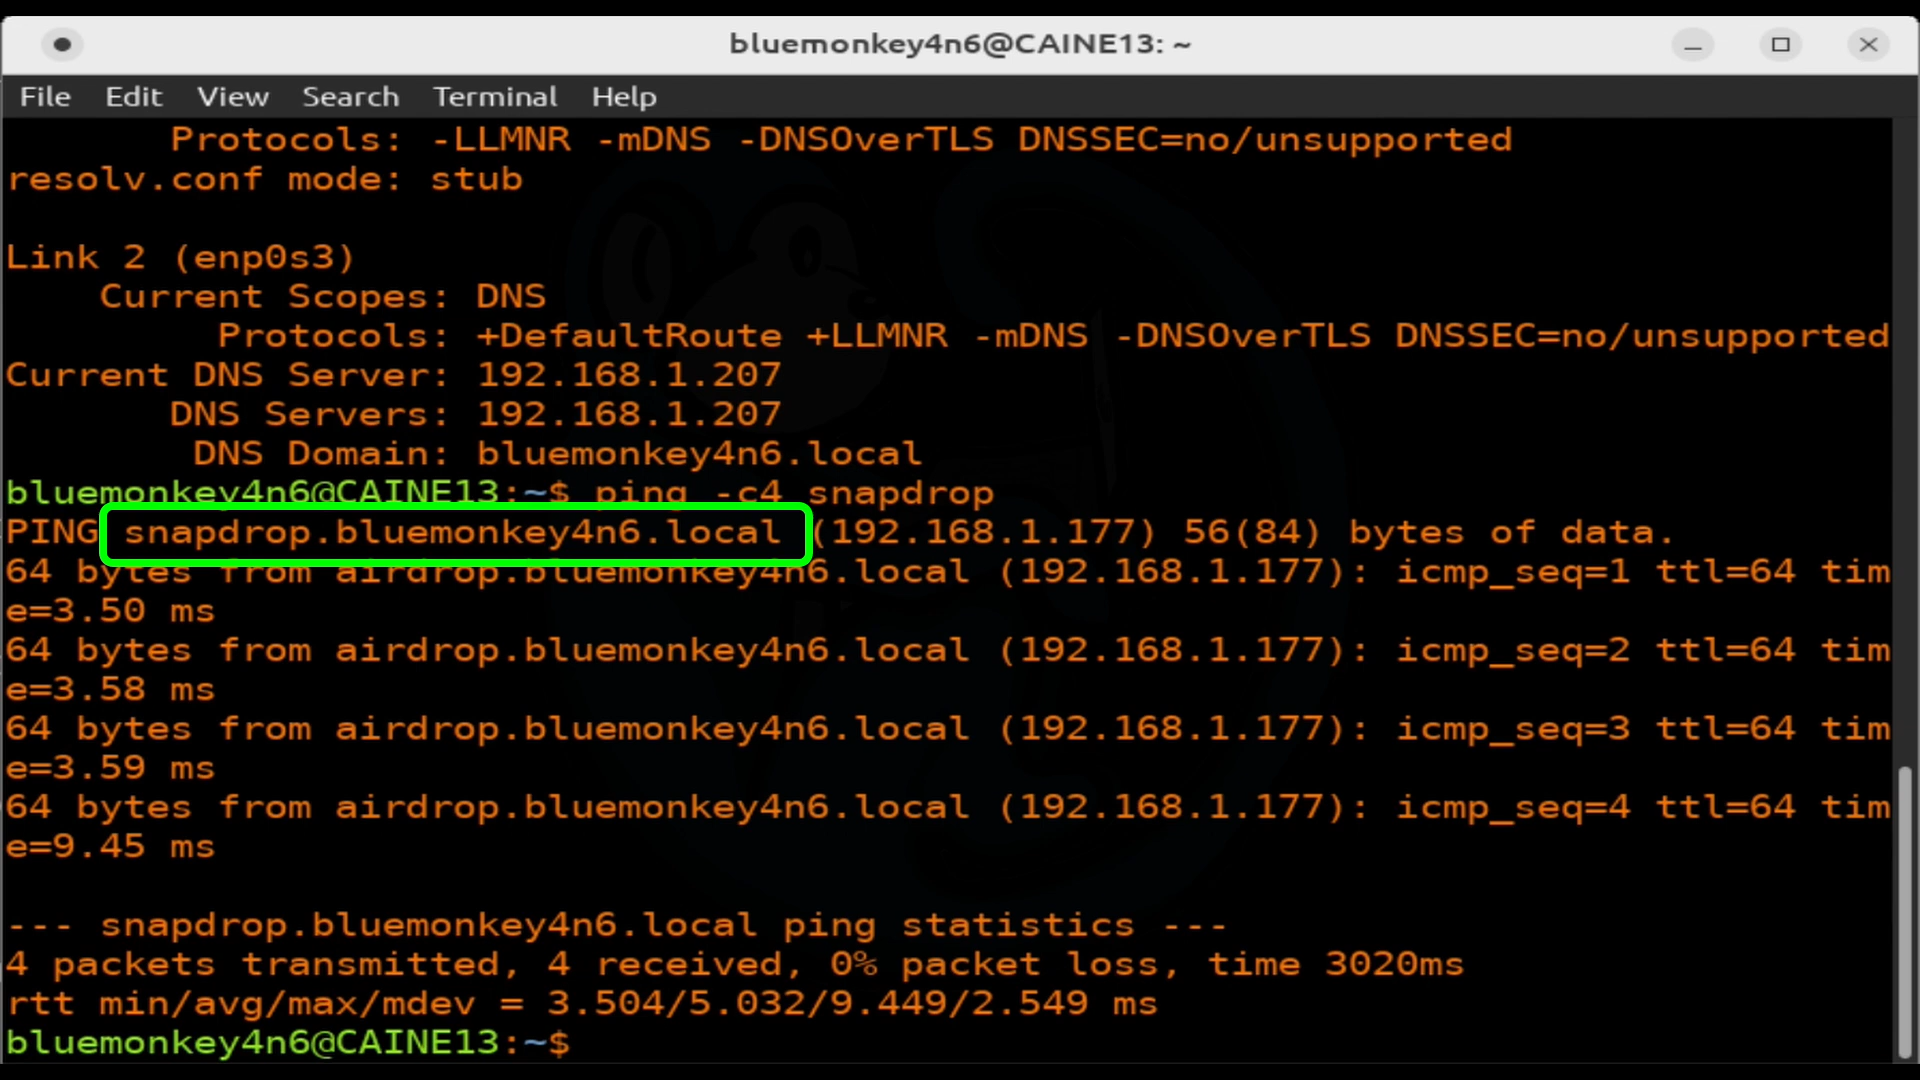 bluemonkey4n6@CAINE13: ~
File Edit View Search Terminal Help
Protocols: -LLMNR -mDNS -DNSOverTLS DNSSEC=no/unsupported
resolv.conf mode: stub
Link 2 (enp0s3)
Current Scopes: DNS
Protocols: +DefaultRoute +LLMNR -mDNS -DNSOverTLS DNSSEC=no/unsupported
Current DNS Server: 192.168.1.207
DNS Servers: 192.168.1.207
DNS Domain: bluemonkey4n6.local
bluemonkey4n6@CAINE13:~$ ping -c4 snapdrop
PING snapdrop.bluemonkey4n6.local (192.168.1.177) 56(84) bytes of data.
64 bytes from airdrop.bluemonkey4n6.local (192.168.1.177): icmp_seq=1 ttl=64 tim
e=3.50 ms
64 bytes from airdrop.bluemonkey4n6.local (192.168.1.177): icmp_seq=2 ttl=64 tim
e=3.58 ms
64 bytes from airdrop.bluemonkey4n6.local (192.168.1.177): icmp_seq=3 ttl=64 tim
e=3.59 ms
64 bytes from airdrop.bluemonkey4n6.local (192.168.1.177): icmp_seq=4 ttl=64 tim
e=9.45 ms
--- snapdrop.bluemonkey4n6.local ping statistics ---
4 packets transmitted, 4 received, 0% packet loss, time 3020ms
rtt min/avg/max/mdev = 3.504/5.032/9.449/2.549 ms
bluemonkey4n6@CAINE13:~$